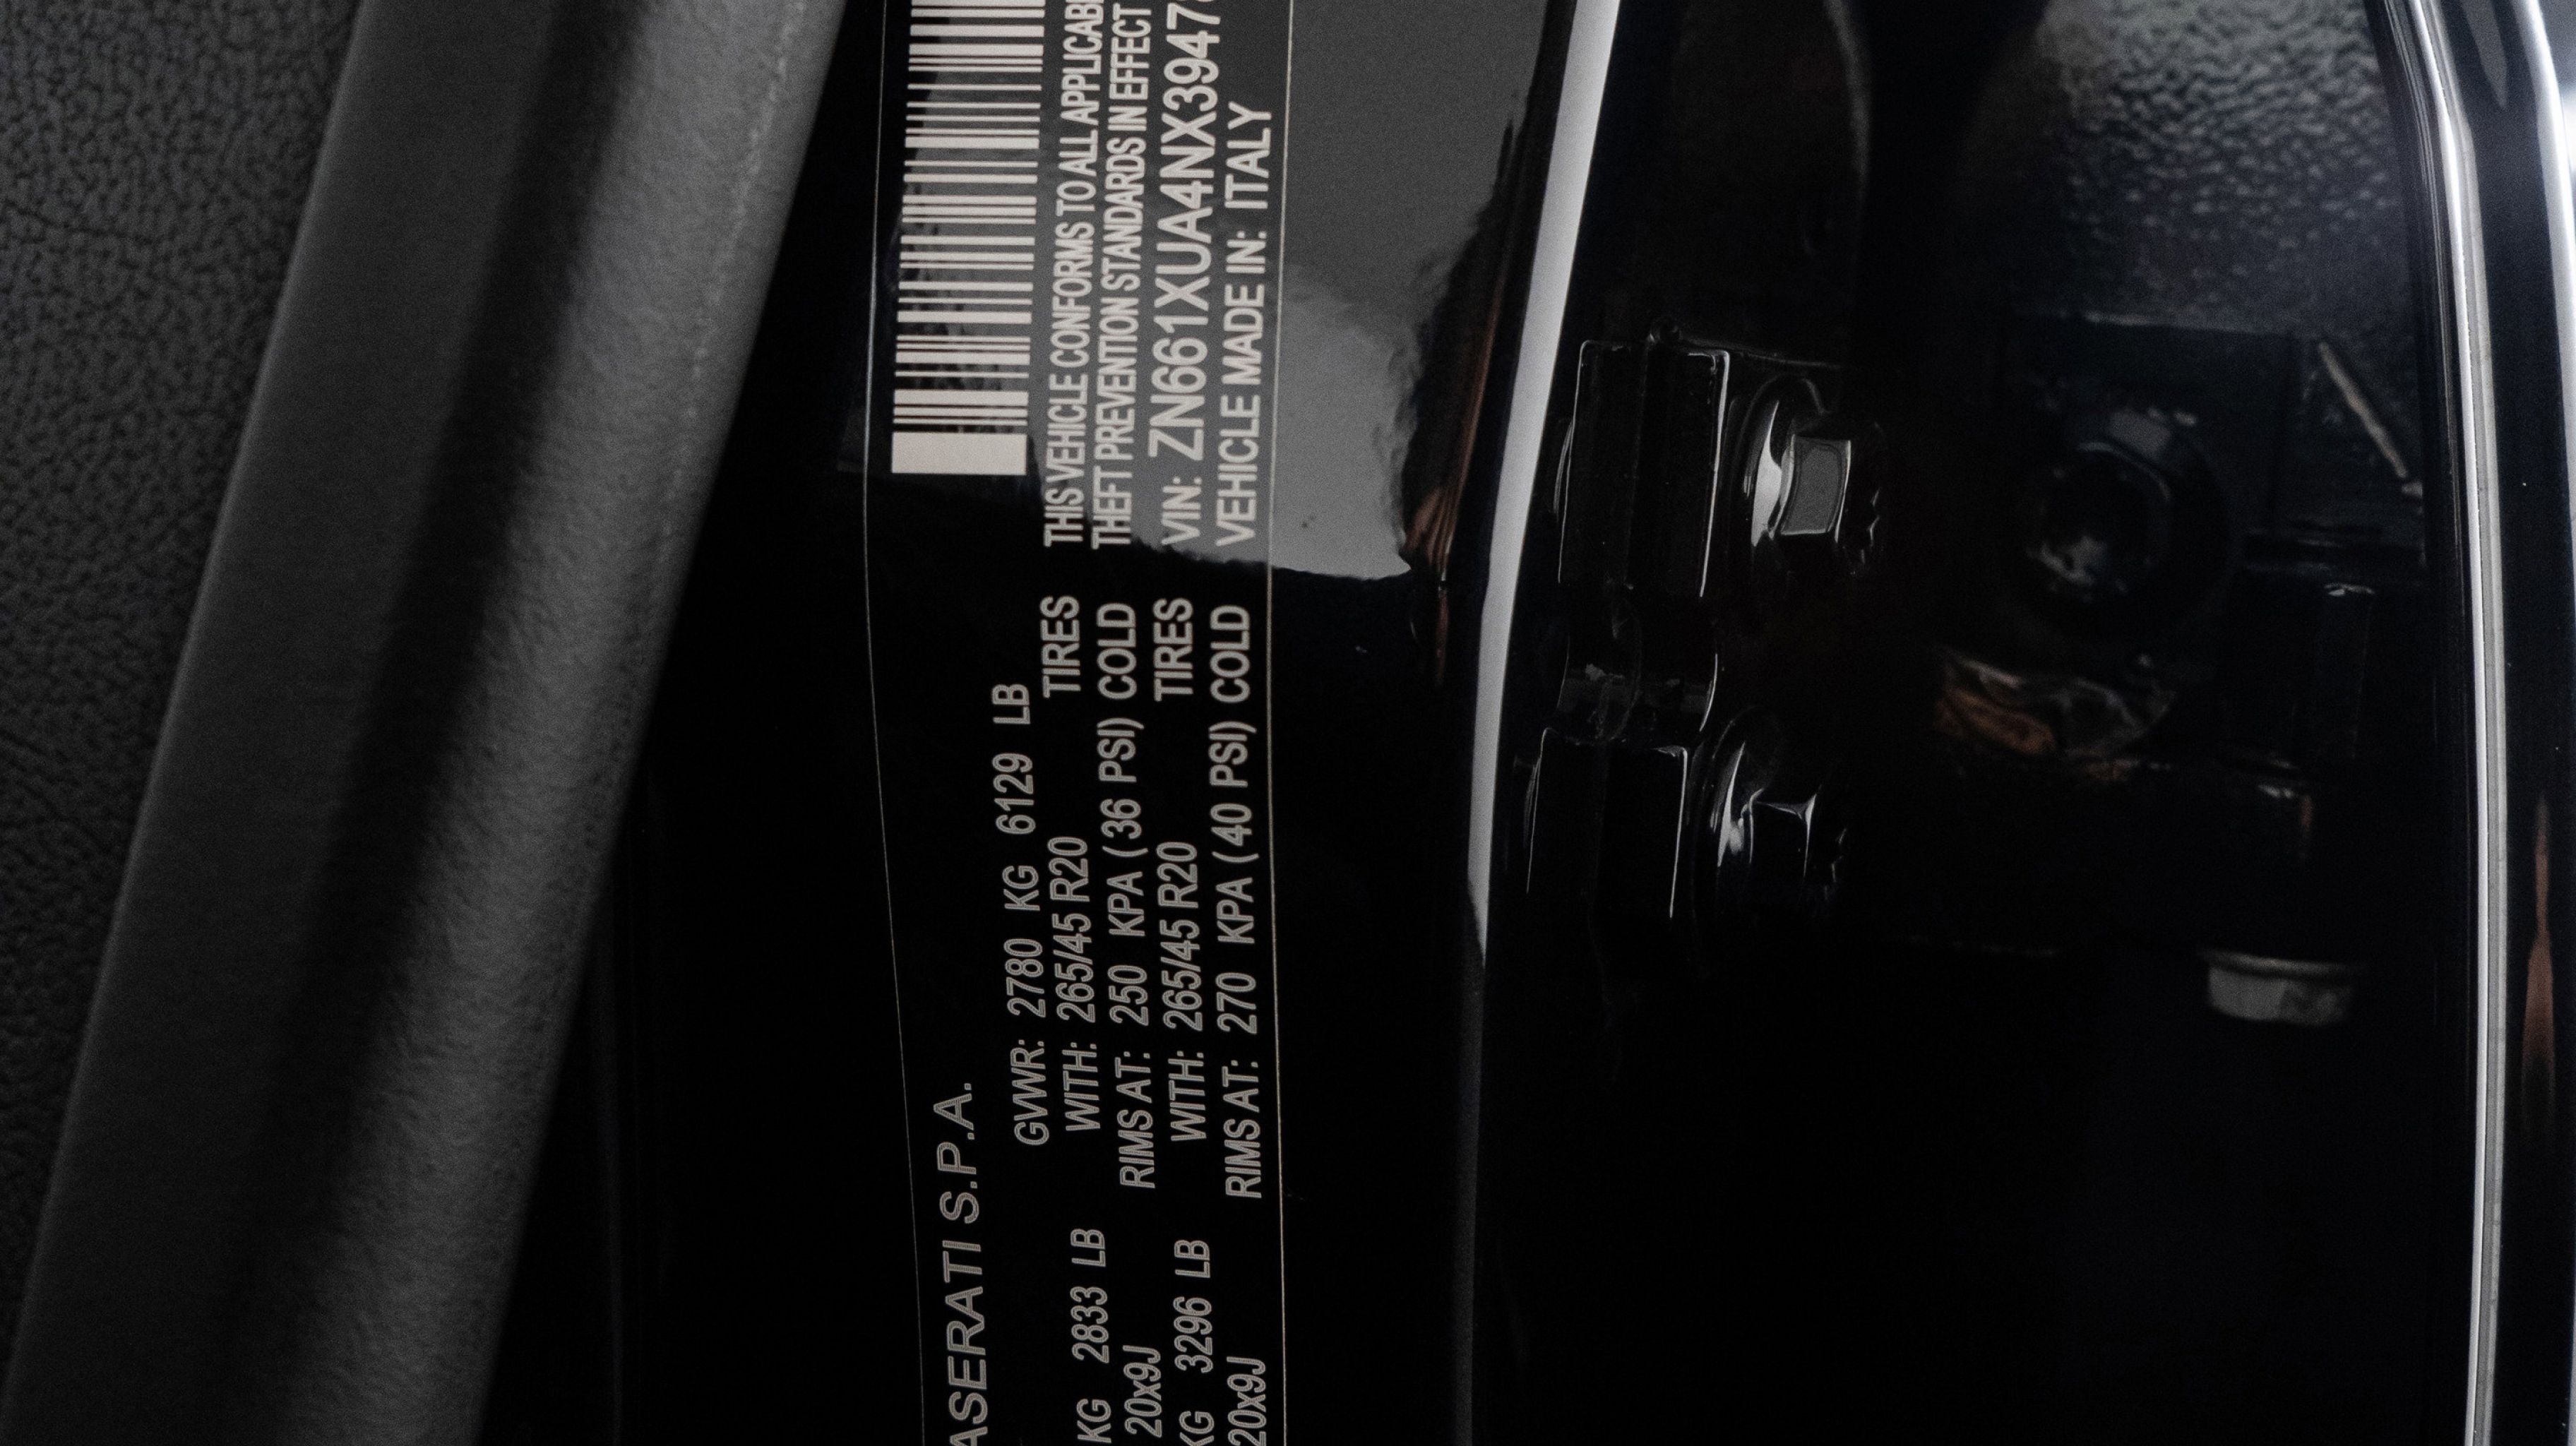 ASERATI S.P.A.
GVWR: 2780 KG 6129 LB
KG 2833 LB WITH: 265/45 R20 TIRES
20x9J RIMS AT: 250 KPA (36 PSI) COLD
KG 3296 LB WITH: 265/45 R20 TIRES
20x9J RIMS AT: 270 KPA (40 PSI) COLD
THIS VEHICLE CONFORMS TO ALL APPLICAB
THEFT PREVENTION STANDARDS IN EFFECT
VIN: ZN661XUA4NX3947
VEHICLE MADE IN: ITALY